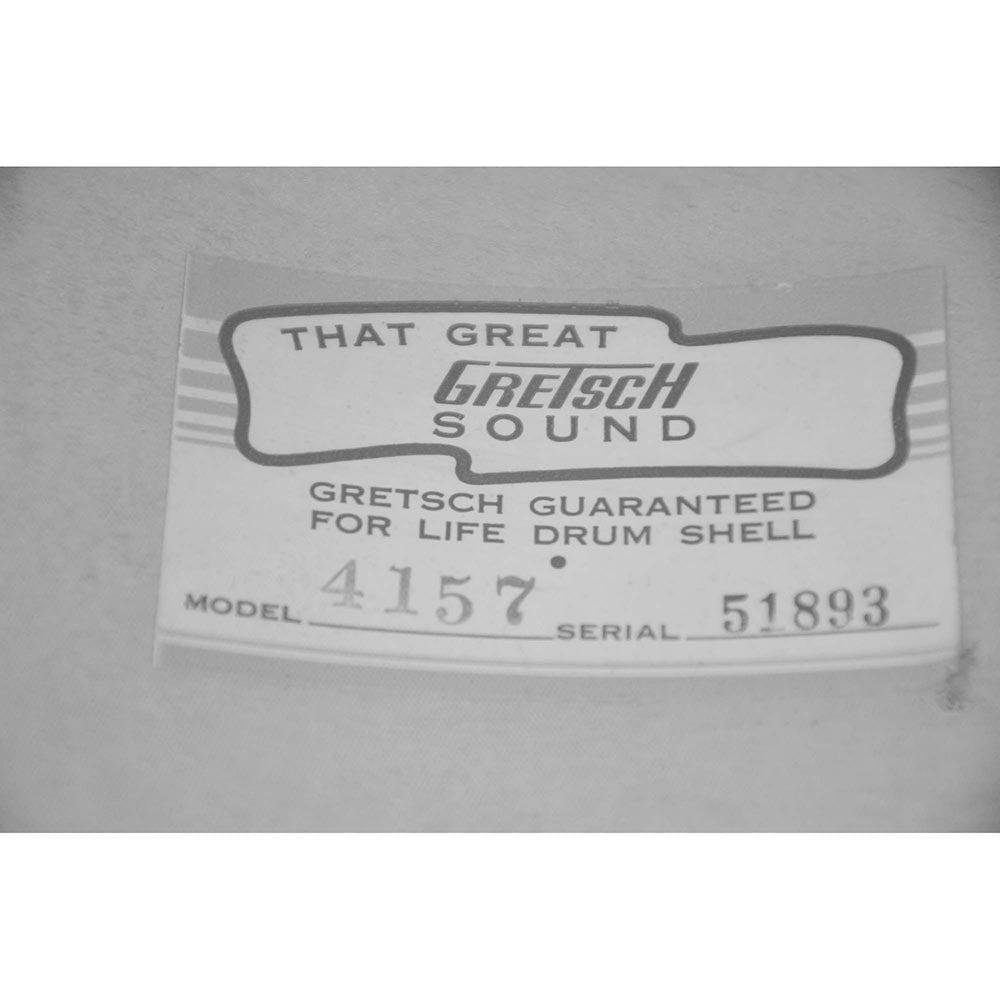 THAT GREAT
GRETSCH
SOUND
GRETSCH GUARANTEED
FOR LIFE DRUM SHELL
MODEL 4157 SERIAL 51893